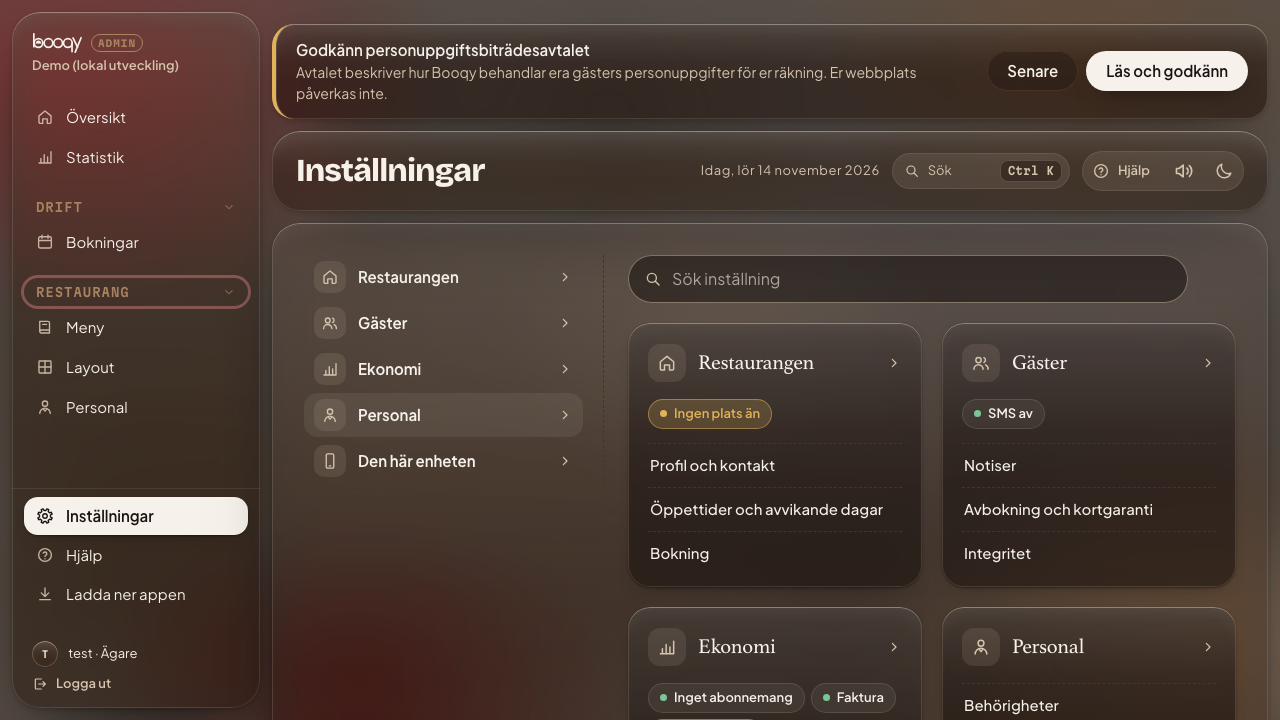 booqy ADMIN
Demo (lokal utveckling)
Översikt
Statistik
DRIFT
Bokningar
RESTAURANG
Meny
Layout
Personal
Inställningar
Hjälp
Ladda ner appen
T test · Ägare
Logga ut
Godkänn personuppgiftsbiträdesavtalet
Avtalet beskriver hur Booqy behandlar era gästers personuppgifter för er räkning. Er webbplats
påverkas inte.
Senare
Läs och godkänn
Inställningar
Idag, lör 14 november 2026
Sök Ctrl K
Hjälp
Restaurangen
Gäster
Ekonomi
Personal
Den här enheten
Sök inställning
Restaurangen
Ingen plats än
Profil och kontakt
Öppettider och avvikande dagar
Bokning
Gäster
SMS av
Notiser
Avbokning och kortgaranti
Integritet
Ekonomi
Inget abonnemang
Faktura
Personal
Behörigheter